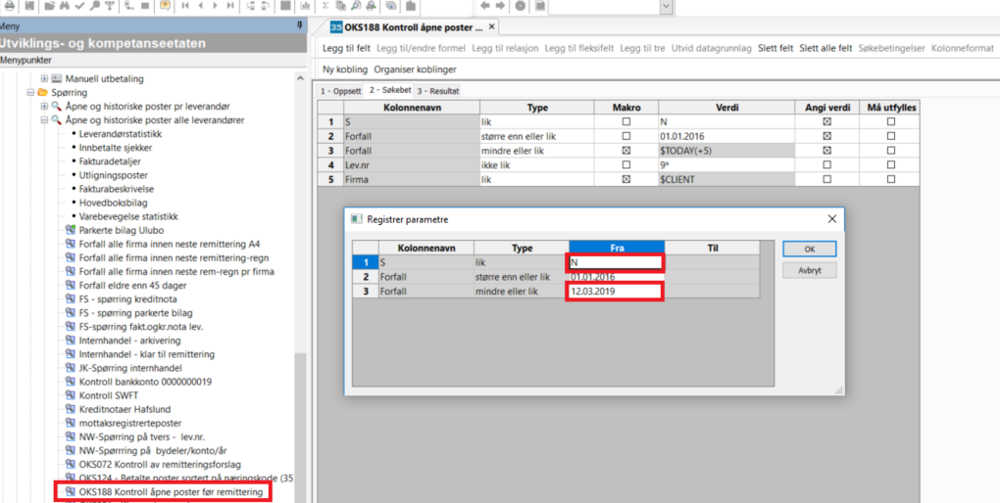 Meny
Utviklings- og kompetanseetaten
Menypunkter
Manuell utbetaling
Spørring
Åpne og historiske poster pr leverandør
Åpne og historiske poster alle leverandører
• Leverandørstatistikk
• Innbetalte sjekker
• Fakturadetaljer
• Utligningsposter
• Fakturabeskrivelse
• Hovedboksbilag
• Varebevegelse statistikk
Parkerte bilag Ulubo
Forfall alle firma innen neste remittering A4
Forfall alle firma innen neste remittering-regn
Forfall alle firma innen neste rem-regn pr firma
Forfall eldre enn 45 dager
FS - spørring kreditnota
FS - spørring parkerte bilag
FS-spørring fakt.ogkr.nota lev.
Internhandel - arkivering
Internhandel - klar til remittering
JK-Spørring internhandel
Kontroll bankkonto 0000000019
Kontroll SWFT
Kreditnotaer Hafslund
mottaksregistrerteposter
NW-Spørring på tvers - lev.nr.
NW-Spørrring på bydeler/konto/år
OKS072 Kontroll av remitteringsforslag
OKS124 - Betalte poster sortert på næringskode (35
OKS188 Kontroll åpne poster før remittering
35 OKS188 Kontroll åpne poster ... ×
Legg til felt Legg til/endre formel Legg til relasjon Legg til fleksifelt Legg til tre Utvid datagrunnlag Slett felt Slett alle felt Søkebetingelser Kolonneformat
Ny kobling Organiser koblinger
1 - Oppsett 2 - Søkebet 3 - Resultat
Kolonnenavn Type Makro Verdi Angi verdi Må utfylles
1 S lik N
2 Forfall større enn eller lik 01.01.2016
3 Forfall mindre eller lik $TODAY(+5)
4 Lev.nr ikke lik 9*
5 Firma lik $CLIENT
Registrer parametre
Kolonnenavn Type Fra Til
1 S lik N
2 Forfall større enn eller lik 01.01.2016
3 Forfall mindre eller lik 12.03.2019
OK
Avbryt